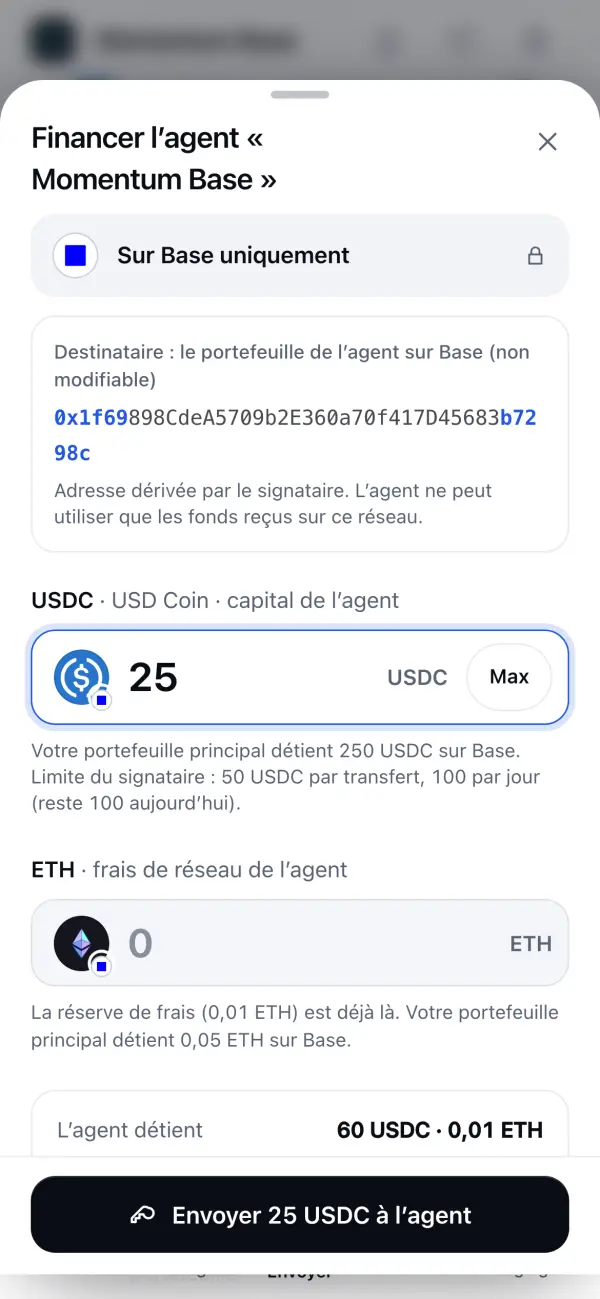 Financer l’agent «
Momentum Base »
Sur Base uniquement
Destinataire : le portefeuille de l’agent sur Base (non
modifiable)
0x1f69898CdeA5709b2E360a70f417D45683b72
98c
Adresse dérivée par le signataire. L’agent ne peut
utiliser que les fonds reçus sur ce réseau.
USDC · USD Coin · capital de l’agent
25 USDC Max
Votre portefeuille principal détient 250 USDC sur Base.
Limite du signataire : 50 USDC par transfert, 100 par jour
(reste 100 aujourd’hui).
ETH · frais de réseau de l’agent
0 ETH
La réserve de frais (0,01 ETH) est déjà là. Votre portefeuille
principal détient 0,05 ETH sur Base.
L’agent détient 60 USDC · 0,01 ETH
Envoyer 25 USDC à l’agent